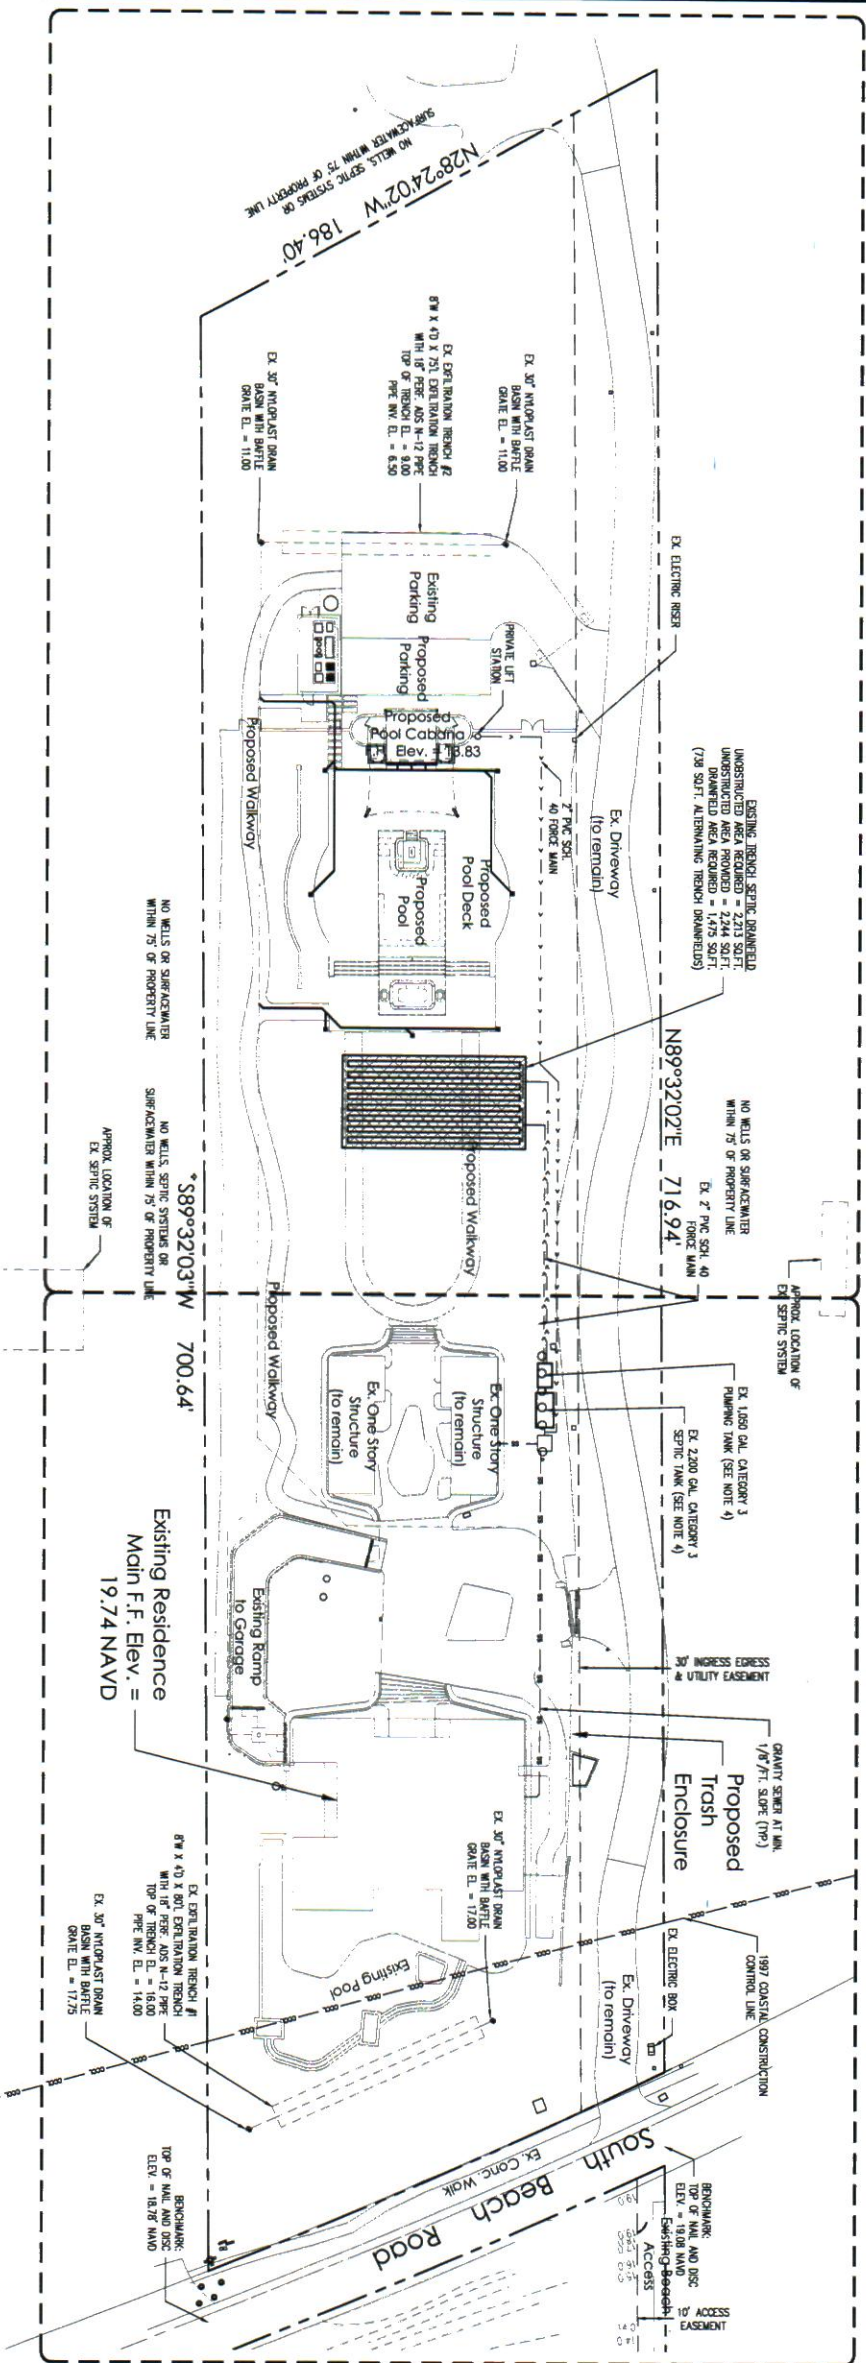 N28°24'02"W 186.40'
NO WELLS, SEPTIC SYSTEMS OR
SURFACEWATER WITHIN 75' OF PROPERTY LINE
EX. 30" NYLOPLAST DRAIN
BASIN WITH BAFFLE
GRATE EL. = 11.00
EX. EXFILTRATION TRENCH #2
8'W X 4'D X 75'L EXFILTRATION TRENCH
WITH 18" PERF. ADS N-12 PIPE
TOP OF TRENCH EL. = 9.00
PIPE INV. EL. = 6.50
EX. 30" NYLOPLAST DRAIN
BASIN WITH BAFFLE
GRATE EL. = 11.00
EX. ELECTRIC RISER
Existing
Parking
Proposed
Parking
PRIVATE LIFT
STATION
Proposed
Pool Cabana
F.F. Elev. = 13.83
Proposed Walkway
2" PVC SCH.
40 FORCE MAIN
Ex. Driveway
(to remain)
Proposed
Pool Deck
Proposed
Pool
EXISTING TRENCH SEPTIC DRAINFIELD
UNOBSTRUCTED AREA REQUIRED = 2,213 SQ.FT.
UNOBSTRUCTED AREA PROVIDED = 2,244 SQ.FT.
DRAINFIELD AREA REQUIRED = 1,475 SQ.FT.
(738 SQ.FT. ALTERNATING TRENCH DRAINFIELDS)
NO WELLS OR SURFACEWATER
WITHIN 75' OF PROPERTY LINE
N89°32'02"E 716.94'
NO WELLS OR SURFACEWATER
WITHIN 75' OF PROPERTY LINE
EX. 2" PVC SCH. 40
FORCE MAIN
Proposed Walkway
NO WELLS, SEPTIC SYSTEMS OR
SURFACEWATER WITHIN 75' OF PROPERTY LINE
APPROX. LOCATION OF
EX. SEPTIC SYSTEM
S89°32'03"W 700.64'
APPROX. LOCATION OF
EX. SEPTIC SYSTEM
EX. 1,050 GAL. CATEGORY 3
PUMPING TANK (SEE NOTE 4)
EX. 2,200 GAL. CATEGORY 3
SEPTIC TANK (SEE NOTE 4)
Proposed Walkway
Ex. One Story
Structure
(to remain)
Ex. One Story
Structure
(to remain)
Existing Residence
Main F.F. Elev. =
19.74 NAVD
Existing Ramp
to Garage
30' INGRESS EGRESS
& UTILITY EASEMENT
GRAVITY SEWER AT MIN.
1/8"/FT. SLOPE (TYP.)
Proposed
Trash
Enclosure
EX. 30" NYLOPLAST DRAIN
BASIN WITH BAFFLE
GRATE EL. = 17.00
EX. EXFILTRATION TRENCH #1
8'W X 4'D X 80'L EXFILTRATION TRENCH
WITH 18" PERF. ADS N-12 PIPE
TOP OF TRENCH EL. = 16.00
PIPE INV. EL. = 14.00
EX. 30" NYLOPLAST DRAIN
BASIN WITH BAFFLE
GRATE EL. = 17.75
Existing Pool
EX. ELECTRIC BOX
1997 COASTAL CONSTRUCTION
CONTROL LINE
Ex. Driveway
(to remain)
Ex. Conc. Walk
South Beach Road
BENCHMARK:
TOP OF NAIL AND DISC
ELEV. = 19.08 NAVD
Existing Beach
Access
10' ACCESS
EASEMENT
BENCHMARK:
TOP OF NAIL AND DISC
ELEV. = 18.78' NAVD